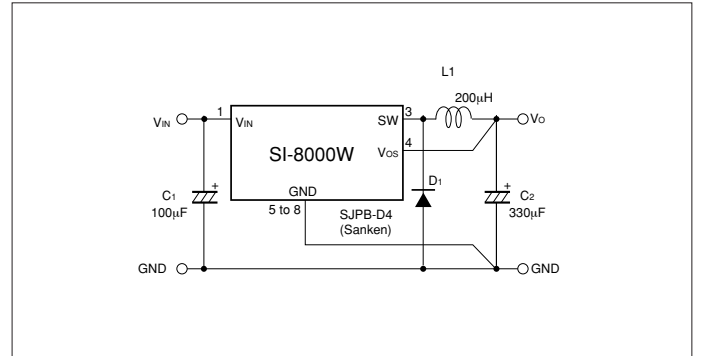 L1
200µH
VIN
1
VIN
SW
3
VO
SI-8000W
VOS
4
GND
D1
5 to 8
SJPB-D4
(Sanken)
C1
+
100µF
+
C2
330µF
GND
GND